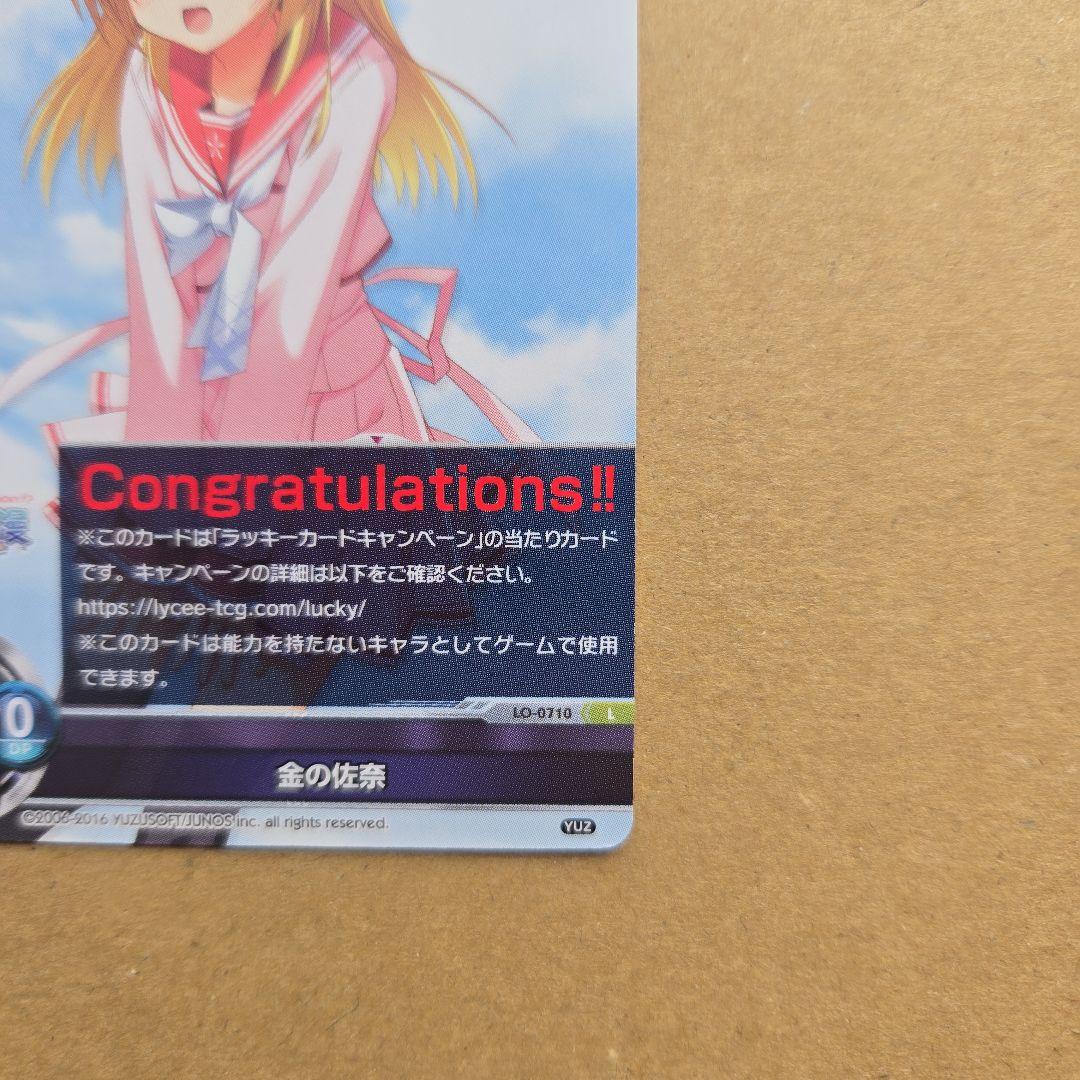 Congratulations!!
※このカードは「ラッキーカードキャンペーン」の当たりカード
です。キャンペーンの詳細は以下をご確認ください。
https://lycee-tcg.com/lucky/
※このカードは能力を持たないキャラとしてゲームで使用
できます。
LO-0710 L
0
DP
金の佐奈
©2006-2016 YUZUSOFT/JUNOS inc. all rights reserved.
YUZ